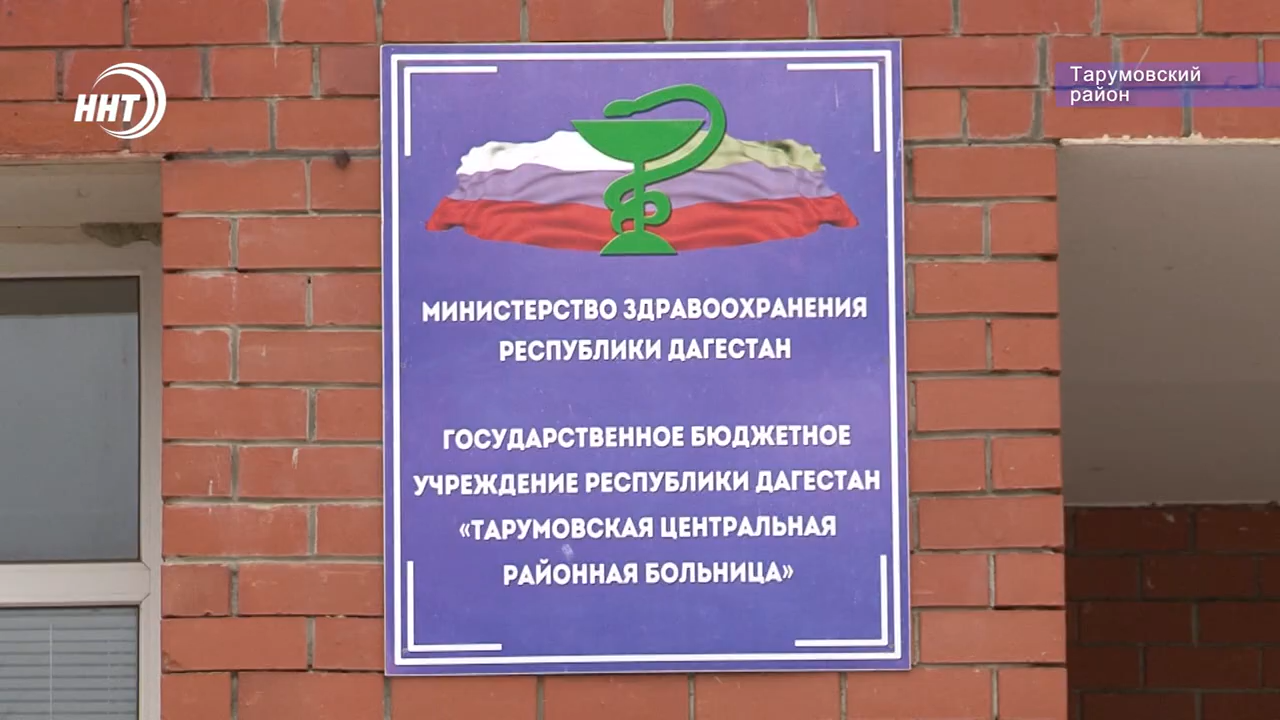 ННТ
Тарумовский
район
МИНИСТЕРСТВО ЗДРАВООХРАНЕНИЯ
РЕСПУБЛИКИ ДАГЕСТАН
ГОСУДАРСТВЕННОЕ БЮДЖЕТНОЕ
УЧРЕЖДЕНИЕ РЕСПУБЛИКИ ДАГЕСТАН
«ТАРУМОВСКАЯ ЦЕНТРАЛЬНАЯ
РАЙОННАЯ БОЛЬНИЦА»